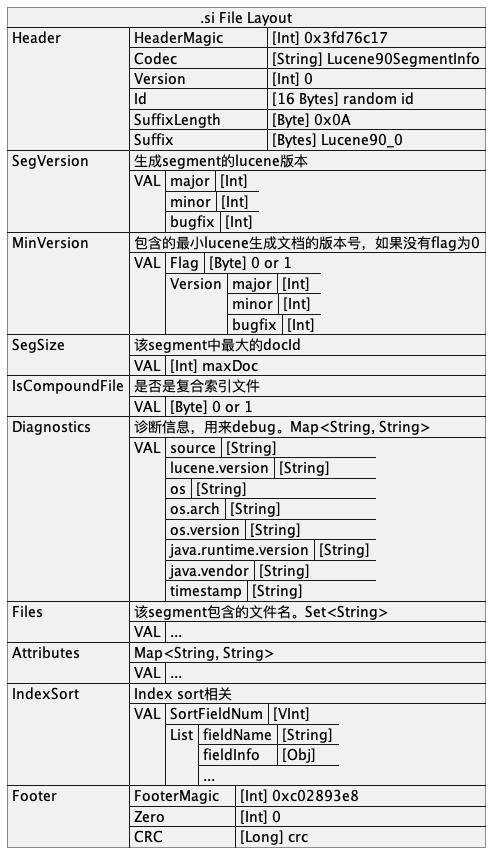 .si File Layout
Header HeaderMagic [Int] 0x3fd76c17
Codec [String] Lucene90SegmentInfo
Version [Int] 0
Id [16 Bytes] random id
SuffixLength [Byte] 0x0A
Suffix [Bytes] Lucene90_0
SegVersion 生成segment的lucene版本
VAL major [Int]
minor [Int]
bugfix [Int]
MinVersion 包含的最小lucene生成文档的版本号，如果没有flag为0
VAL Flag [Byte] 0 or 1
Version major [Int]
minor [Int]
bugfix [Int]
SegSize 该segment中最大的docId
VAL [Int] maxDoc
IsCompoundFile 是否是复合索引文件
VAL [Byte] 0 or 1
Diagnostics 诊断信息，用来debug。Map<String, String>
VAL source [String]
lucene.version [String]
os [String]
os.arch [String]
os.version [String]
java.runtime.version [String]
java.vendor [String]
timestamp [String]
Files 该segment包含的文件名。Set<String>
VAL ...
Attributes Map<String, String>
VAL ...
IndexSort Index sort相关
VAL SortFieldNum [VInt]
List fieldName [String]
fieldInfo [Obj]
...
Footer FooterMagic [Int] 0xc02893e8
Zero [Int] 0
CRC [Long] crc